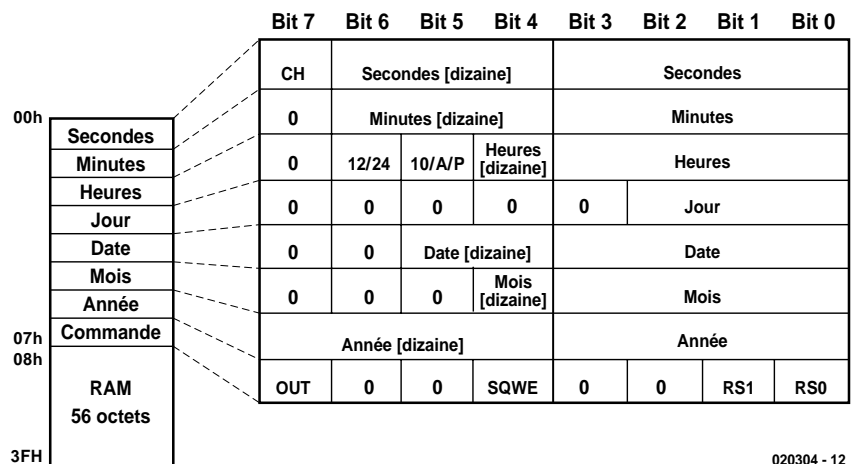 Bit 7 Bit 6 Bit 5 Bit 4 Bit 3 Bit 2 Bit 1 Bit 0
CH Secondes [dizaine] Secondes
0 Minutes [dizaine] Minutes
0 12/24 10/A/P Heures [dizaine] Heures
0 0 0 0 0 Jour
0 0 Date [dizaine] Date
0 0 0 Mois [dizaine] Mois
Année [dizaine] Année
OUT 0 0 SQWE 0 0 RS1 RS0
00h
Secondes
Minutes
Heures
Jour
Date
Mois
Année
07h Commande
08h
RAM
56 octets
3FH
020304 - 12